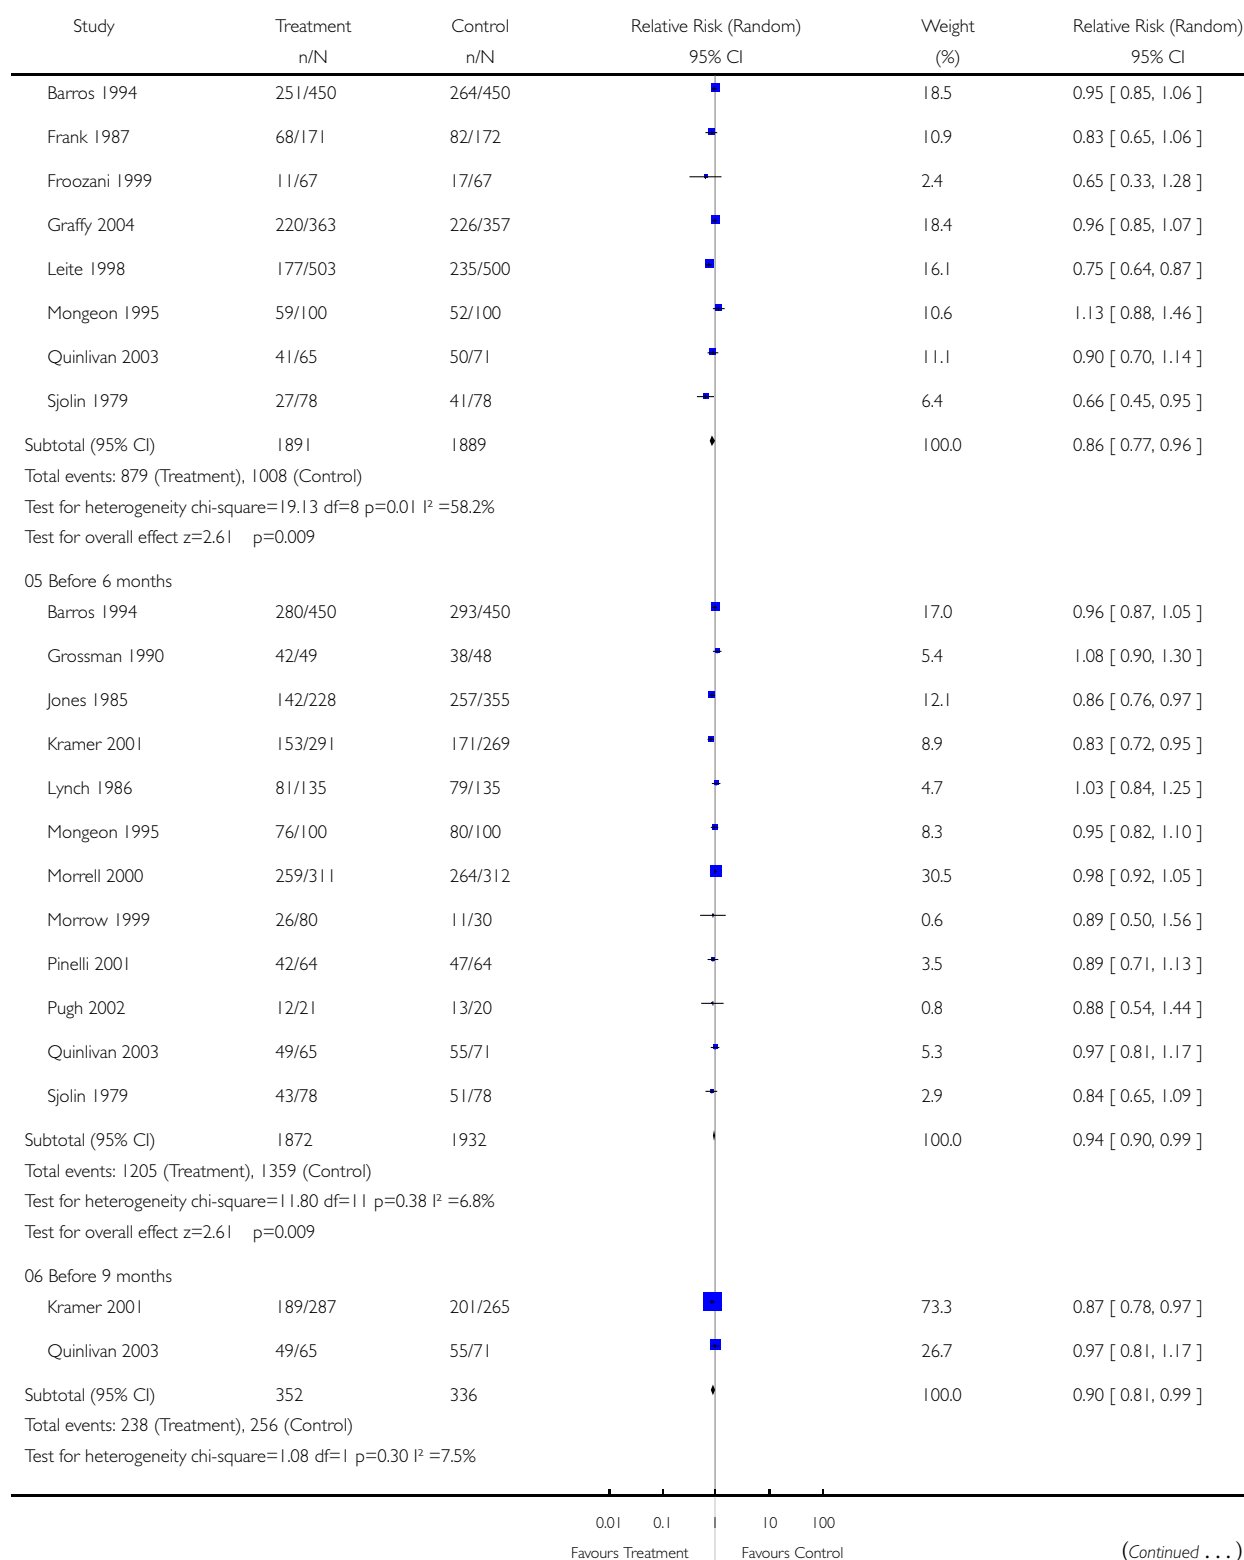 Study Treatment Control Relative Risk (Random) Weight Relative Risk (Random)
n/N n/N 95% CI (%) 95% CI
Barros 1994 251/450 264/450 18.5 0.95 [ 0.85, 1.06 ]
Frank 1987 68/171 82/172 10.9 0.83 [ 0.65, 1.06 ]
Froozani 1999 11/67 17/67 2.4 0.65 [ 0.33, 1.28 ]
Graffy 2004 220/363 226/357 18.4 0.96 [ 0.85, 1.07 ]
Leite 1998 177/503 235/500 16.1 0.75 [ 0.64, 0.87 ]
Mongeon 1995 59/100 52/100 10.6 1.13 [ 0.88, 1.46 ]
Quinlivan 2003 41/65 50/71 11.1 0.90 [ 0.70, 1.14 ]
Sjolin 1979 27/78 41/78 6.4 0.66 [ 0.45, 0.95 ]
Subtotal (95% CI) 1891 1889 100.0 0.86 [ 0.77, 0.96 ]
Total events: 879 (Treatment), 1008 (Control)
Test for heterogeneity chi-square=19.13 df=8 p=0.01 I² =58.2%
Test for overall effect z=2.61 p=0.009
05 Before 6 months
Barros 1994 280/450 293/450 17.0 0.96 [ 0.87, 1.05 ]
Grossman 1990 42/49 38/48 5.4 1.08 [ 0.90, 1.30 ]
Jones 1985 142/228 257/355 12.1 0.86 [ 0.76, 0.97 ]
Kramer 2001 153/291 171/269 8.9 0.83 [ 0.72, 0.95 ]
Lynch 1986 81/135 79/135 4.7 1.03 [ 0.84, 1.25 ]
Mongeon 1995 76/100 80/100 8.3 0.95 [ 0.82, 1.10 ]
Morrell 2000 259/311 264/312 30.5 0.98 [ 0.92, 1.05 ]
Morrow 1999 26/80 11/30 0.6 0.89 [ 0.50, 1.56 ]
Pinelli 2001 42/64 47/64 3.5 0.89 [ 0.71, 1.13 ]
Pugh 2002 12/21 13/20 0.8 0.88 [ 0.54, 1.44 ]
Quinlivan 2003 49/65 55/71 5.3 0.97 [ 0.81, 1.17 ]
Sjolin 1979 43/78 51/78 2.9 0.84 [ 0.65, 1.09 ]
Subtotal (95% CI) 1872 1932 100.0 0.94 [ 0.90, 0.99 ]
Total events: 1205 (Treatment), 1359 (Control)
Test for heterogeneity chi-square=11.80 df=11 p=0.38 I² =6.8%
Test for overall effect z=2.61 p=0.009
06 Before 9 months
Kramer 2001 189/287 201/265 73.3 0.87 [ 0.78, 0.97 ]
Quinlivan 2003 49/65 55/71 26.7 0.97 [ 0.81, 1.17 ]
Subtotal (95% CI) 352 336 100.0 0.90 [ 0.81, 0.99 ]
Total events: 238 (Treatment), 256 (Control)
Test for heterogeneity chi-square=1.08 df=1 p=0.30 I² =7.5%
0.01 0.1 1 10 100
Favours Treatment Favours Control (Continued . . . )